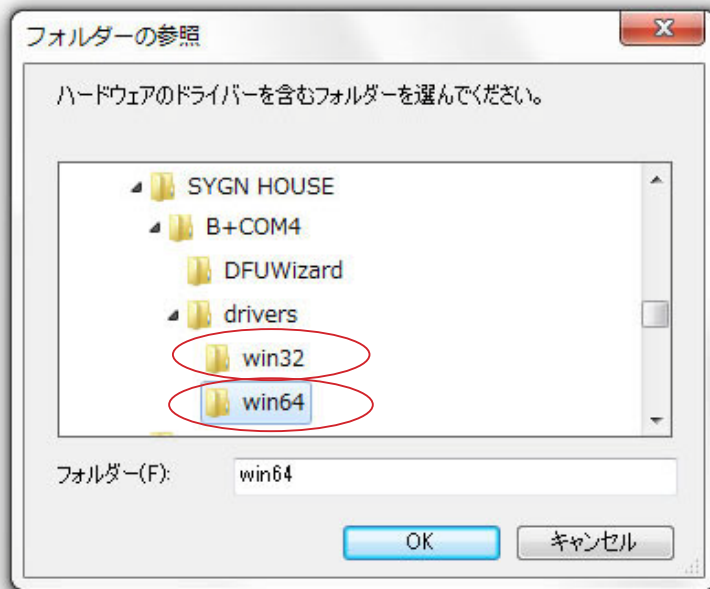 フォルダーの参照
ハードウェアのドライバーを含むフォルダーを選んでください。
SYGN HOUSE
B+COM4
DFUWizard
drivers
win32
win64
フォルダー(F):
win64
OK
キャンセル